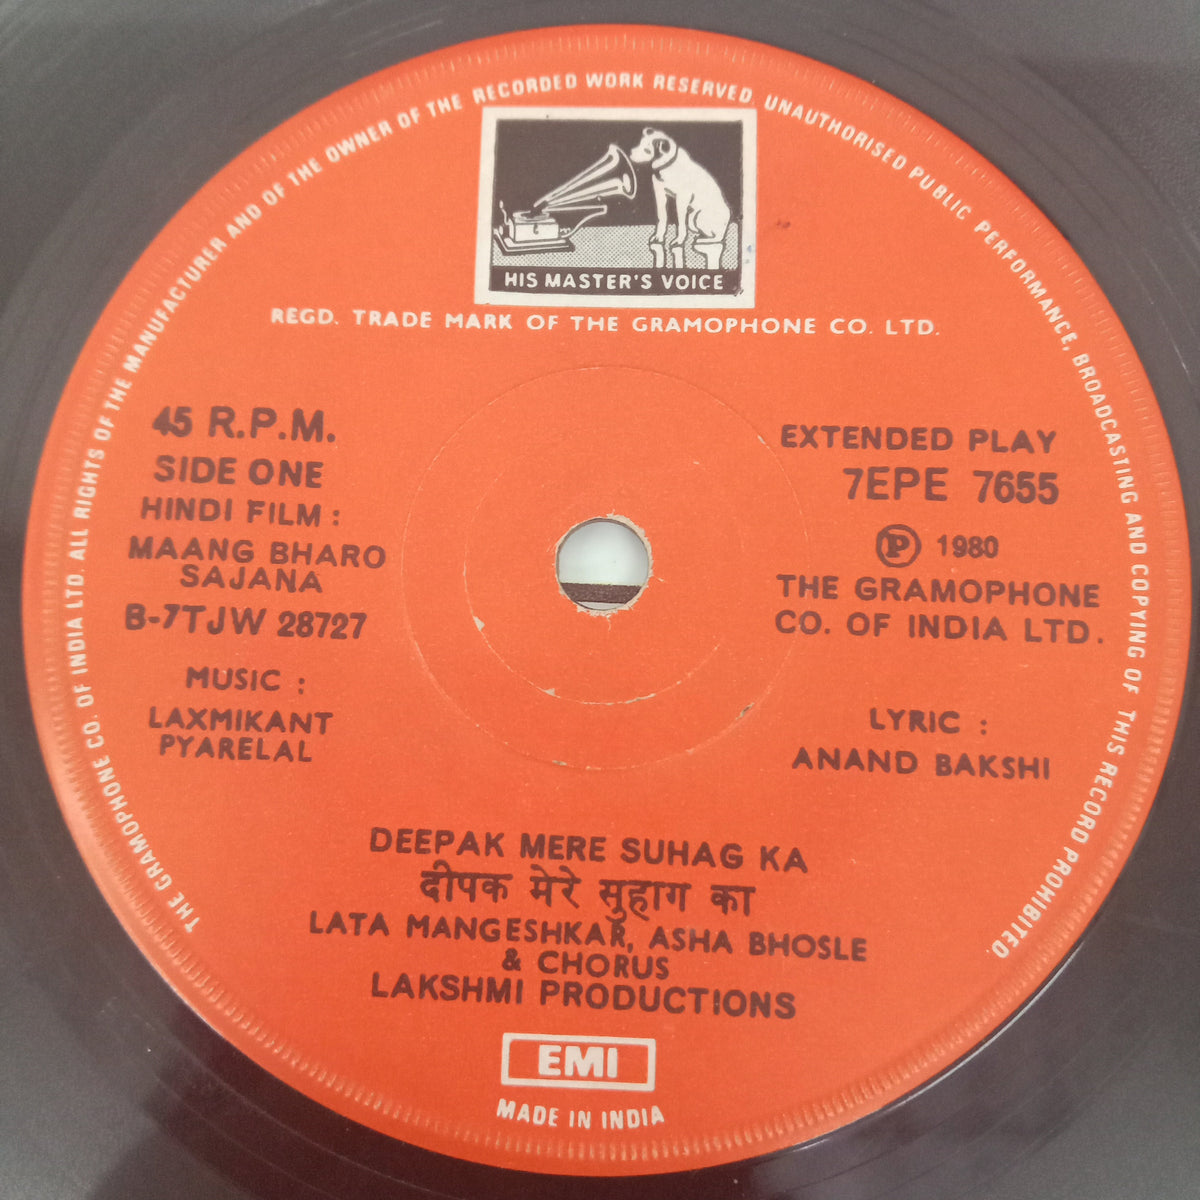 THE GRAMOPHONE CO. OF INDIA LTD. ALL RIGHTS OF THE MANUFACTURER AND OF THE OWNER OF THE RECORDED WORK RESERVED. UNAUTHORISED PUBLIC PERFORMANCE, BROADCASTING AND COPYING OF THIS RECORD PROHIBITED.
HIS MASTER'S VOICE
REGD. TRADE MARK OF THE GRAMOPHONE CO. LTD.
45 R.P.M.
SIDE ONE
HINDI FILM :
MAANG BHARO
SAJANA
B-7TJW 28727
MUSIC :
LAXMIKANT
PYARELAL
EXTENDED PLAY
7EPE 7655
Ⓟ 1980
THE GRAMOPHONE
CO. OF INDIA LTD.
LYRIC :
ANAND BAKSHI
DEEPAK MERE SUHAG KA
दीपक मेरे सुहाग का
LATA MANGESHKAR, ASHA BHOSLE
& CHORUS
LAKSHMI PRODUCTIONS
EMI
MADE IN INDIA